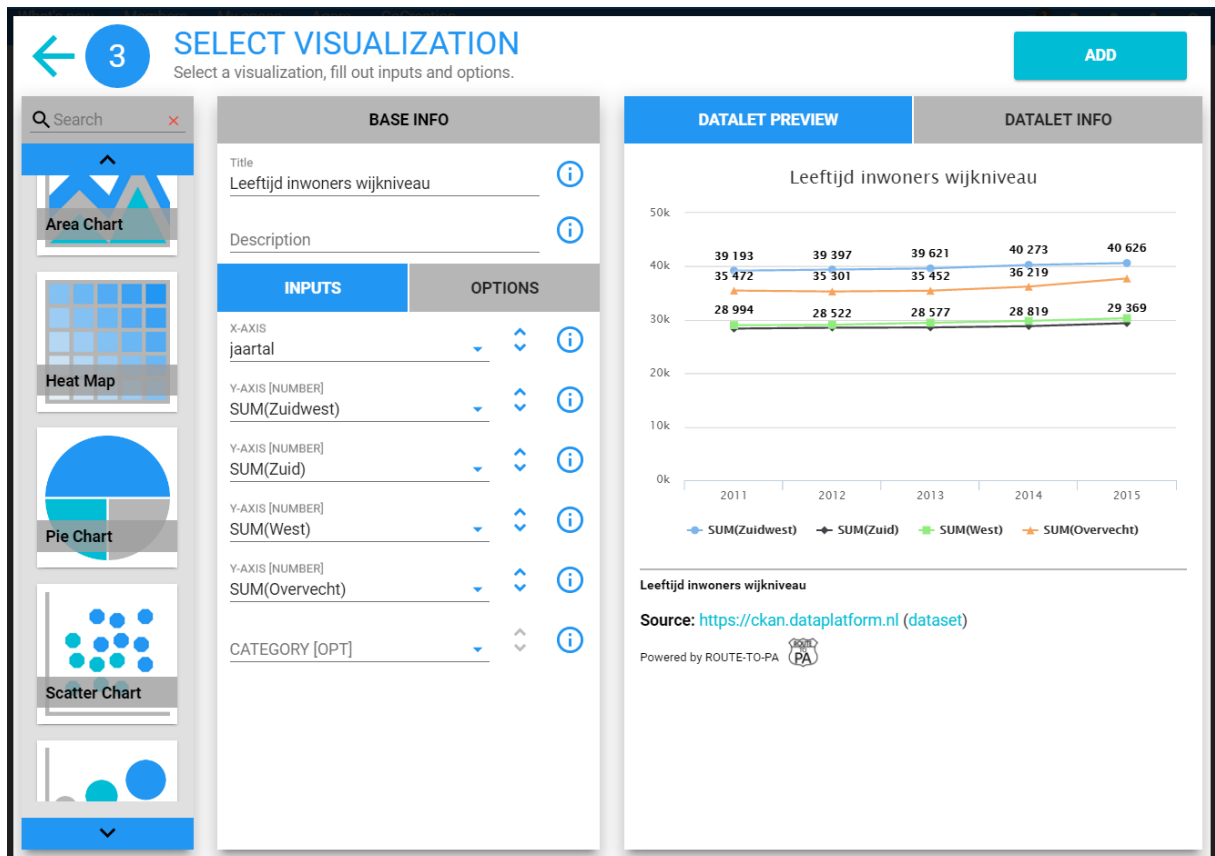 3
SELECT VISUALIZATION
Select a visualization, fill out inputs and options.
ADD
Search
Area Chart
Heat Map
Pie Chart
Scatter Chart
BASE INFO
Title
Leeftijd inwoners wijkniveau
Description
INPUTS OPTIONS
X-AXIS
jaartal
Y-AXIS [NUMBER]
SUM(Zuidwest)
Y-AXIS [NUMBER]
SUM(Zuid)
Y-AXIS [NUMBER]
SUM(West)
Y-AXIS [NUMBER]
SUM(Overvecht)
CATEGORY [OPT]
DATALET PREVIEW DATALET INFO
Leeftijd inwoners wijkniveau
50k
40k
30k
20k
10k
0k
39 193 39 397 39 621 40 273 40 626
35 472 35 301 35 452 36 219
28 994 28 522 28 577 28 819 29 369
2011 2012 2013 2014 2015
SUM(Zuidwest) SUM(Zuid) SUM(West) SUM(Overvecht)
Leeftijd inwoners wijkniveau
Source: https://ckan.dataplatform.nl (dataset)
Powered by ROUTE-TO-PA
ROUTE
TO
PA